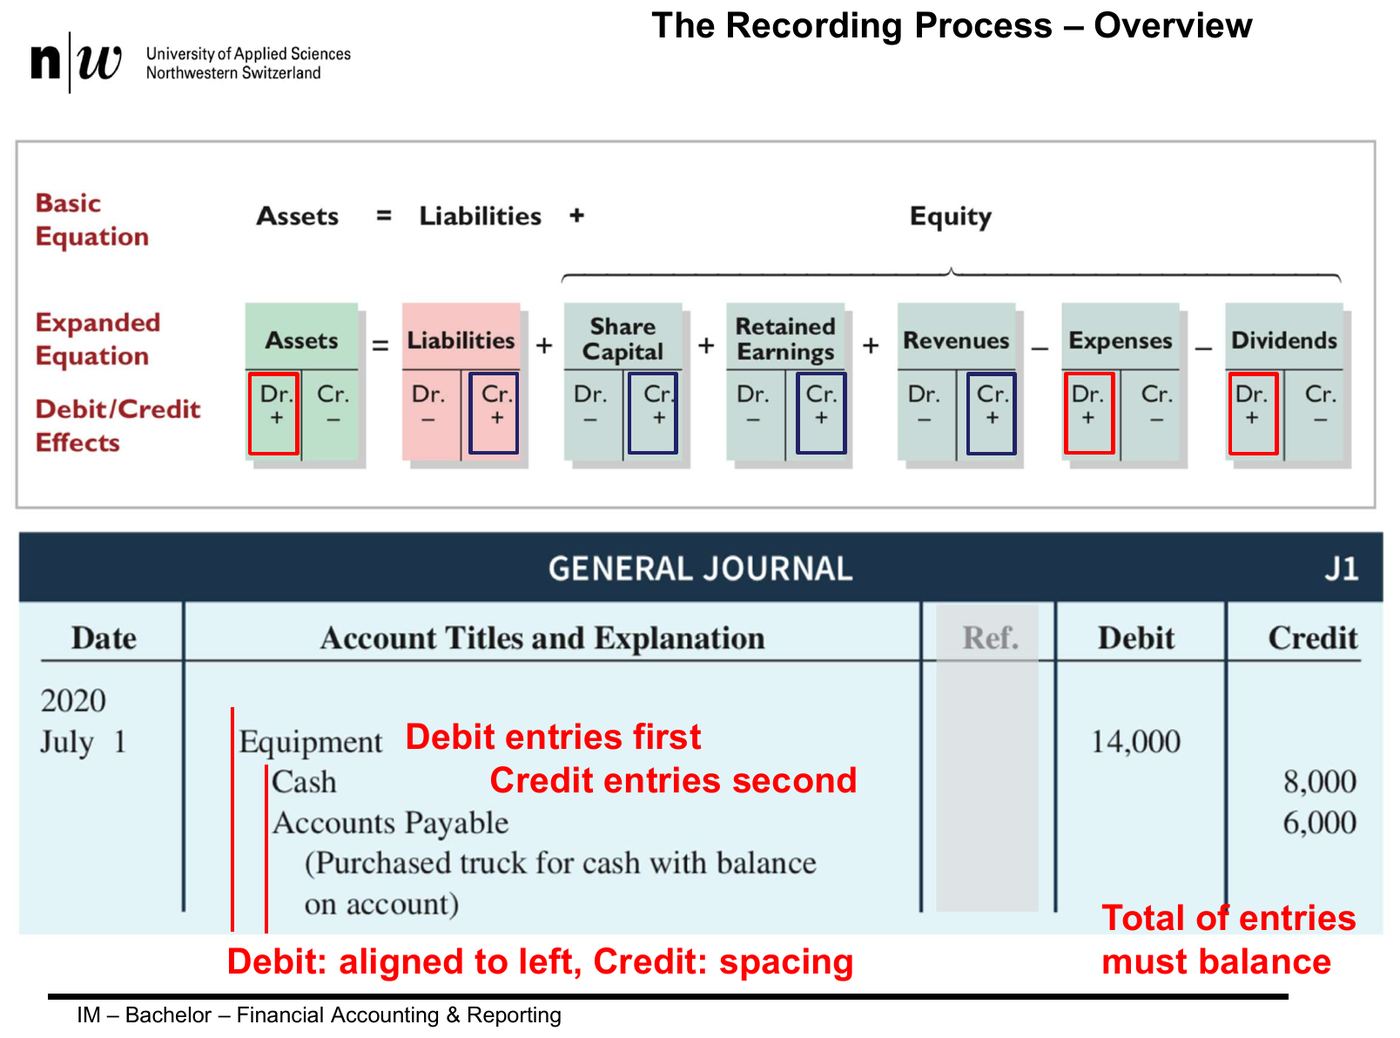 The Recording Process – Overview
n|w University of Applied Sciences
Northwestern Switzerland
Basic
Equation
Assets = Liabilities + Equity
Expanded
Equation
Assets = Liabilities + Share Capital + Retained Earnings + Revenues – Expenses – Dividends
Debit/Credit
Effects
Dr. Cr. Dr. Cr. Dr. Cr. Dr. Cr. Dr. Cr. Dr. Cr. Dr. Cr.
+ – – + – + – + – + + – + –
GENERAL JOURNAL J1
Date Account Titles and Explanation Ref. Debit Credit
2020
July 1 Equipment Debit entries first 14,000
Cash Credit entries second 8,000
Accounts Payable 6,000
(Purchased truck for cash with balance
on account)
Total of entries
must balance
Debit: aligned to left, Credit: spacing
IM – Bachelor – Financial Accounting & Reporting